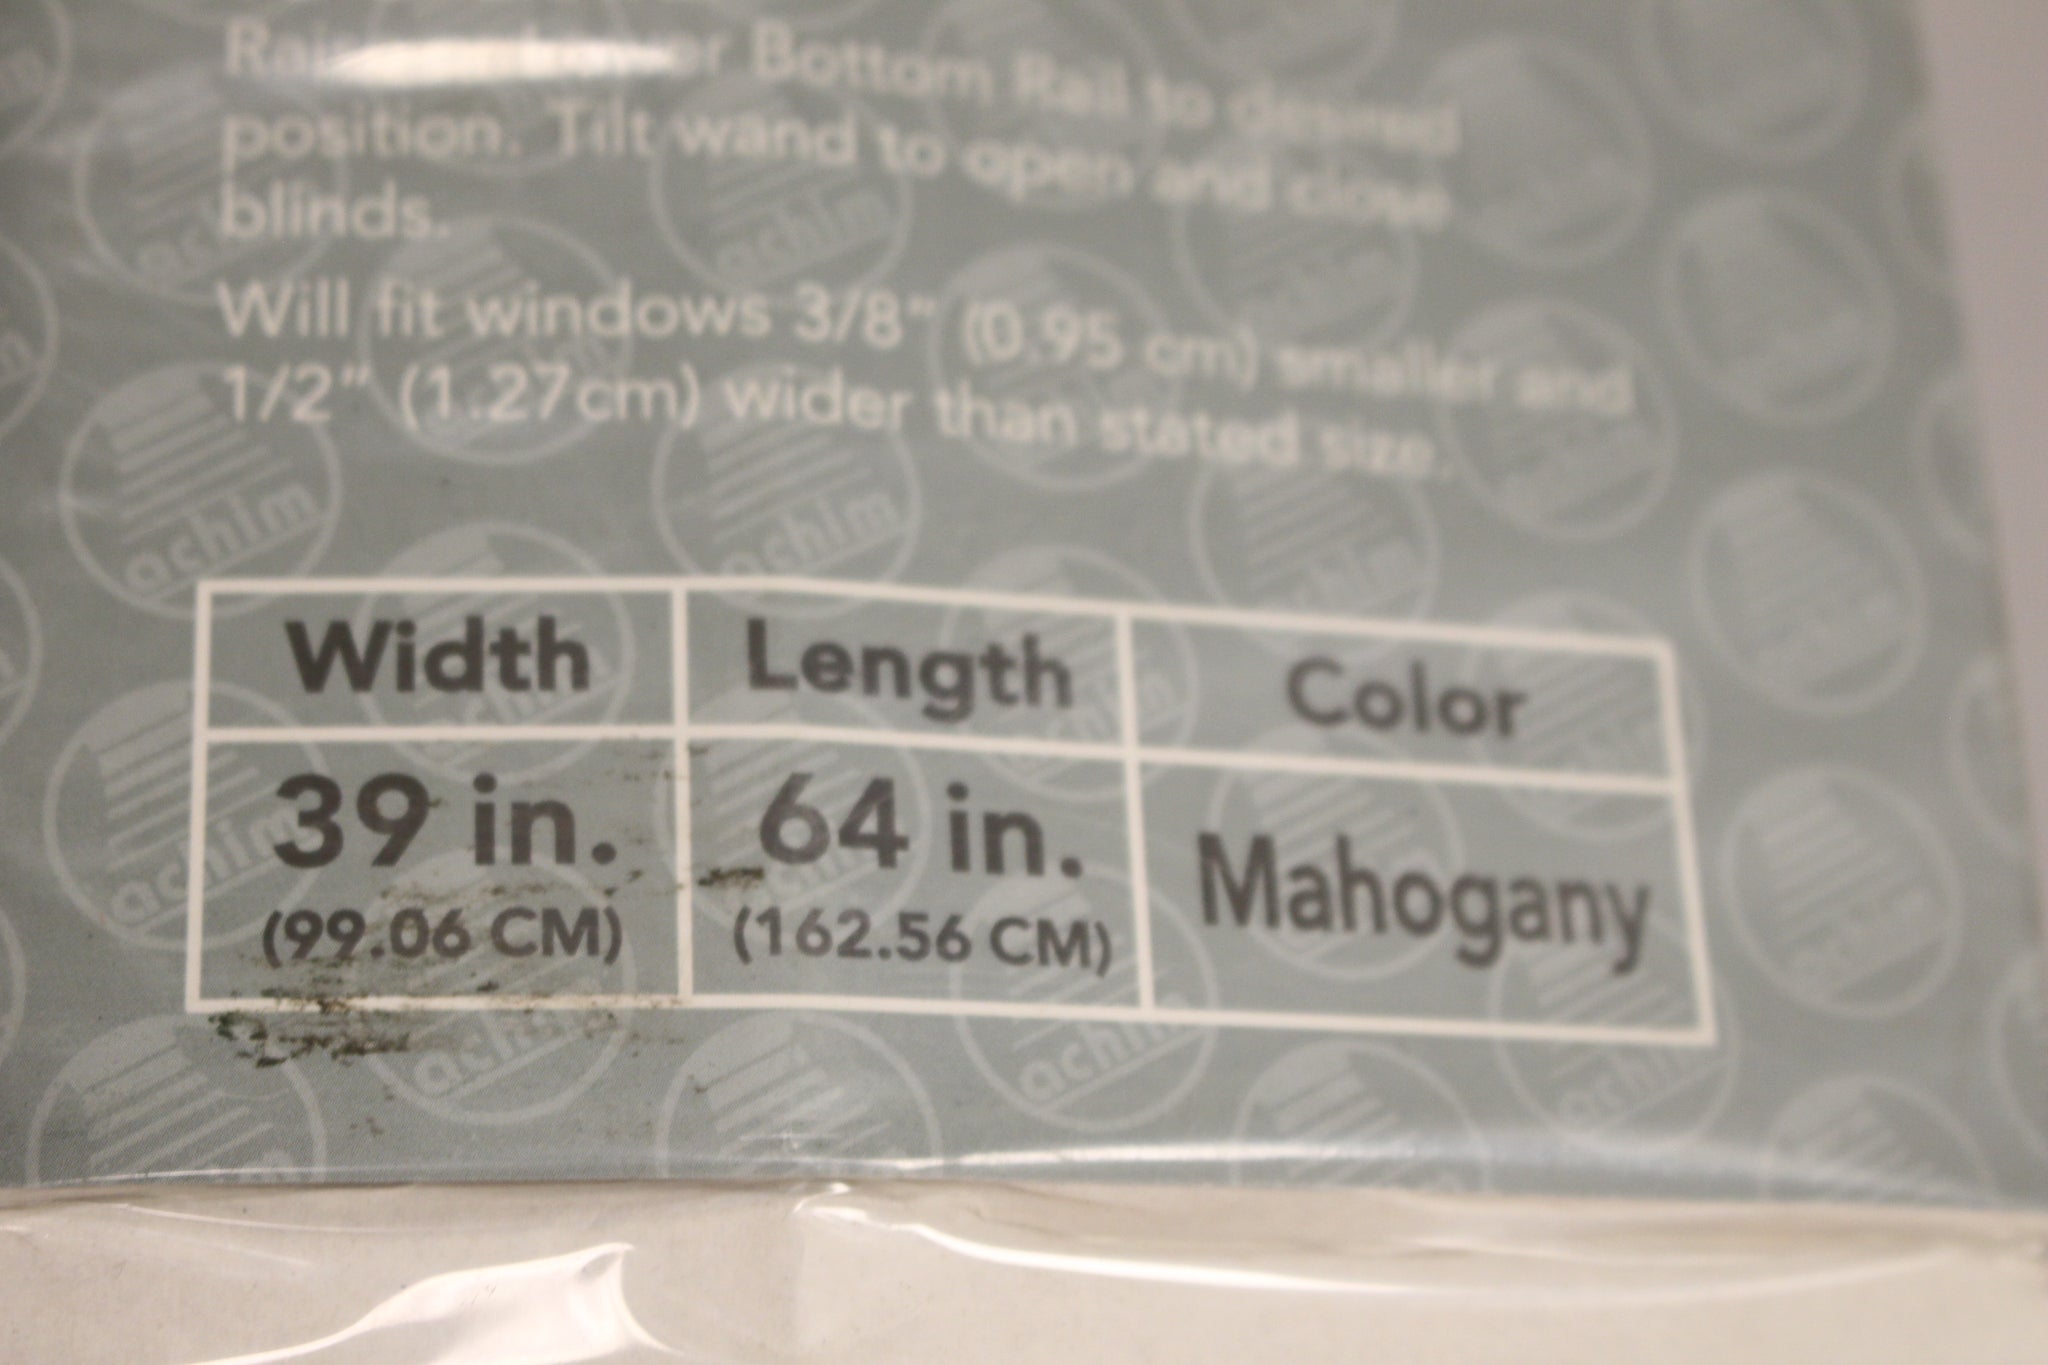 Bottom Rail to desired
position. Tilt wand to open and close
blinds.
Will fit windows 3/8" (0.95 cm) smaller and
1/2" (1.27cm) wider than stated size.
Width Length Color
39 in. 64 in. Mahogany
(99.06 CM) (162.56 CM)
achim